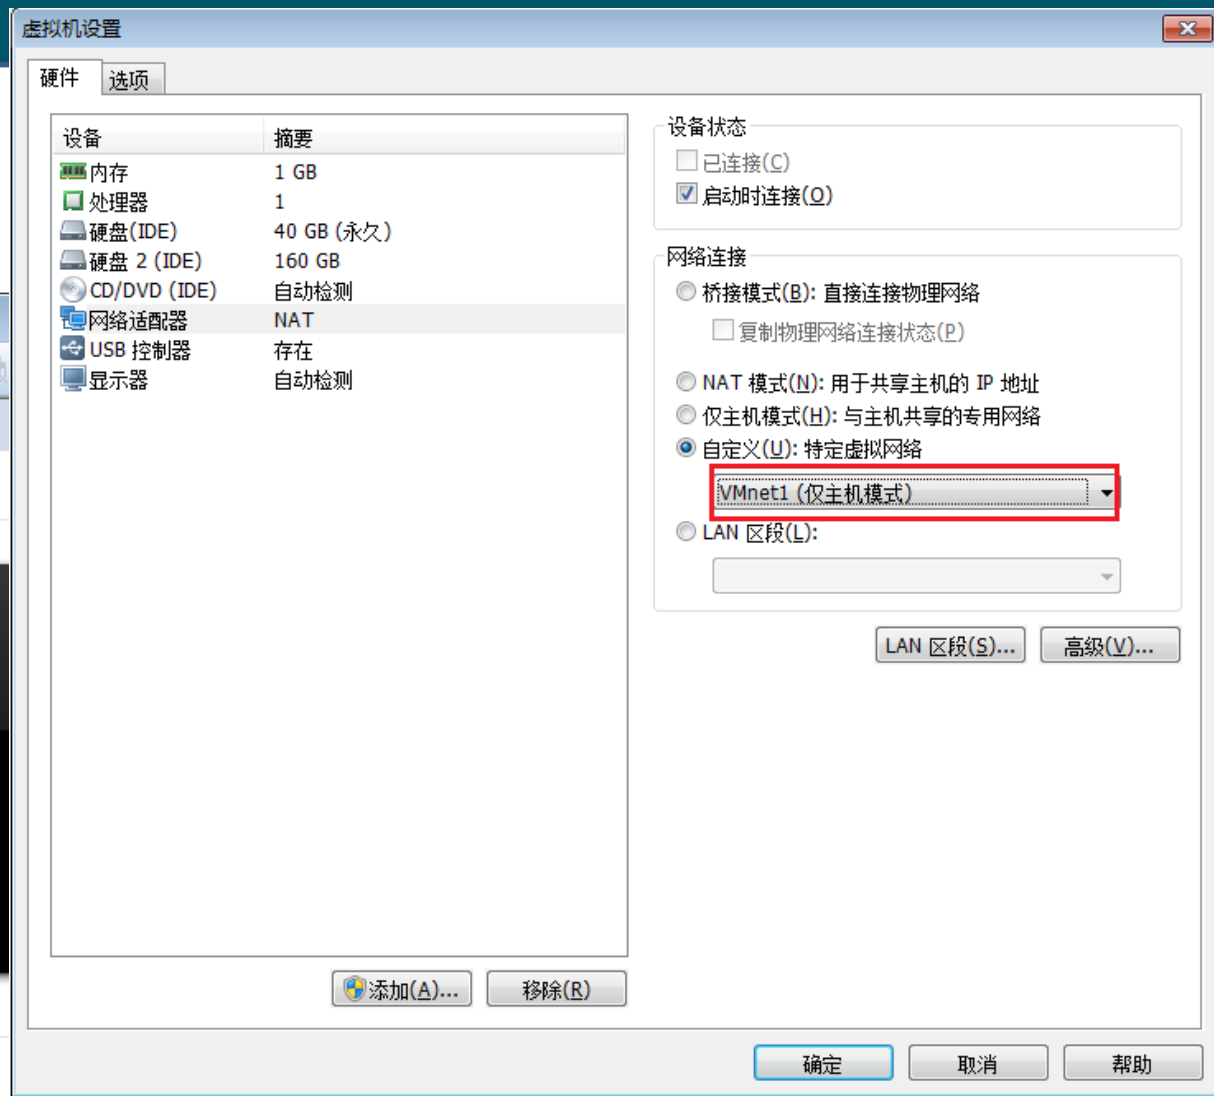 虚拟机设置
硬件 选项
设备 摘要
内存 1 GB
处理器 1
硬盘(IDE) 40 GB (永久)
硬盘 2 (IDE) 160 GB
CD/DVD (IDE) 自动检测
网络适配器 NAT
USB 控制器 存在
显示器 自动检测
添加(A)... 移除(R)
设备状态
已连接(C)
启动时连接(O)
网络连接
桥接模式(B): 直接连接物理网络
复制物理网络连接状态(P)
NAT 模式(N): 用于共享主机的 IP 地址
仅主机模式(H): 与主机共享的专用网络
自定义(U): 特定虚拟网络
VMnet1 (仅主机模式)
LAN 区段(L):
LAN 区段(S)... 高级(V)...
确定 取消 帮助